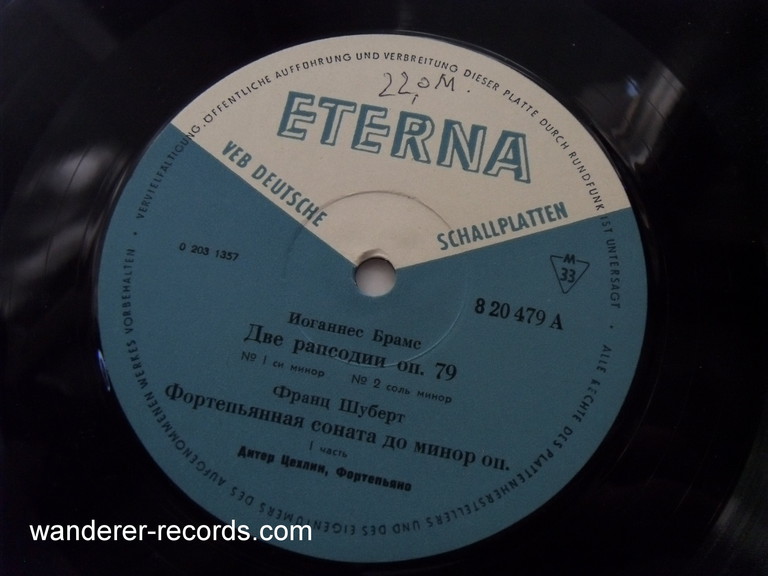 VERVIELFÄLTIGUNG, ÖFFENTLICHE AUFFÜHRUNG UND VERBREITUNG DIESER PLATTE DURCH RUNDFUNK IST UNTERSAGT • ALLE RECHTE DES PLATTENHERSTELLERS UND DES EIGENTÜMERS DES AUFGENOMMENEN WERKES VORBEHALTEN •
22,0M.
ETERNA
VEB DEUTSCHE
SCHALLPLATTEN
0 203 1357
M
33
8 20 479 A
Иоганнес Брамс
Две рапсодии оп. 79
№ 1 си минор № 2 соль минор
Франц Шуберт
Фортепьянная соната до минор оп.
I часть
Дитер Цехлин, Фортепьяно
wanderer-records.com